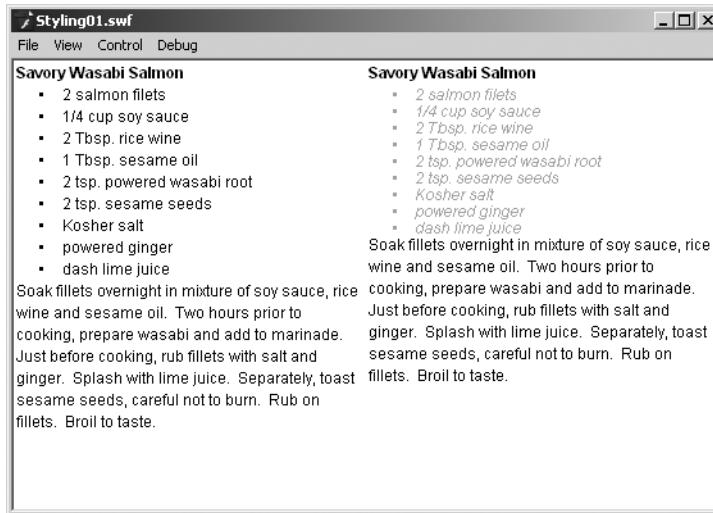 Styling01.swf
File View Control Debug
Savory Wasabi Salmon
▪ 2 salmon filets
▪ 1/4 cup soy sauce
▪ 2 Tbsp. rice wine
▪ 1 Tbsp. sesame oil
▪ 2 tsp. powered wasabi root
▪ 2 tsp. sesame seeds
▪ Kosher salt
▪ powered ginger
▪ dash lime juice
Soak fillets overnight in mixture of soy sauce, rice
wine and sesame oil.  Two hours prior to
cooking, prepare wasabi and add to marinade.
Just before cooking, rub fillets with salt and
ginger.  Splash with lime juice.  Separately, toast
sesame seeds, careful not to burn.  Rub on
fillets.  Broil to taste.
Savory Wasabi Salmon
▪ 2 salmon filets
▪ 1/4 cup soy sauce
▪ 2 Tbsp. rice wine
▪ 1 Tbsp. sesame oil
▪ 2 tsp. powered wasabi root
▪ 2 tsp. sesame seeds
▪ Kosher salt
▪ powered ginger
▪ dash lime juice
Soak fillets overnight in mixture of soy sauce, rice
wine and sesame oil.  Two hours prior to
cooking, prepare wasabi and add to marinade.
Just before cooking, rub fillets with salt and
ginger.  Splash with lime juice.  Separately, toast
sesame seeds, careful not to burn.  Rub on
fillets.  Broil to taste.